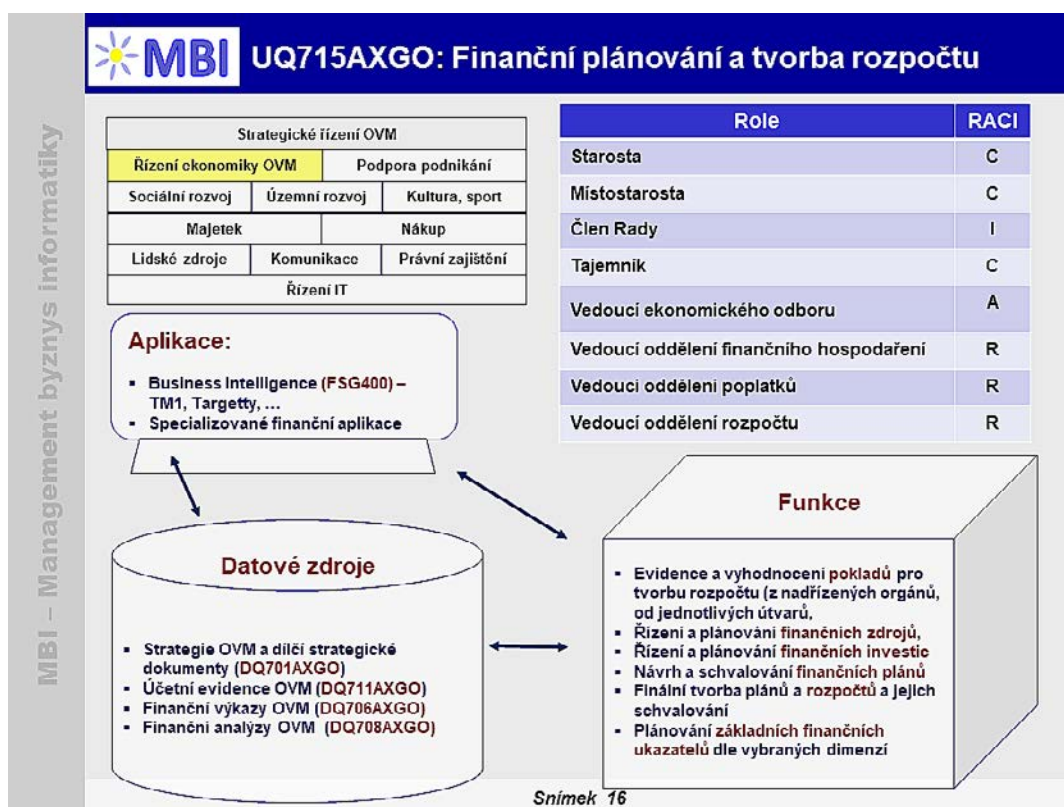 MBI
UQ715AXGO: Finanční plánování a tvorba rozpočtu
MBI – Management byznys informatiky
Strategické řízení OVM
Řízení ekonomiky OVM Podpora podnikání
Sociální rozvoj Územní rozvoj Kultura, sport
Majetek Nákup
Lidské zdroje Komunikace Právní zajištění
Řízení IT
Role RACI
Starosta C
Místostarosta C
Člen Rady I
Tajemník C
Vedoucí ekonomického odboru A
Vedoucí oddělení finančního hospodaření R
Vedoucí oddělení poplatků R
Vedoucí oddělení rozpočtu R
Aplikace:
▪ Business Intelligence (FSG400) –
TM1, Targetty, ...
▪ Specializované finanční aplikace
Datové zdroje
▪ Strategie OVM a dílčí strategické
dokumenty (DQ701AXGO)
▪ Účetní evidence OVM (DQ711AXGO)
▪ Finanční výkazy OVM (DQ706AXGO)
▪ Finanční analýzy OVM (DQ708AXGO)
Funkce
▪ Evidence a vyhodnocení pokladů pro
tvorbu rozpočtu (z nadřízených orgánů,
od jednotlivých útvarů,
▪ Řízení a plánování finančních zdrojů,
▪ Řízení a plánování finančních investic
▪ Návrh a schvalování finančních plánů
▪ Finální tvorba plánů a rozpočtů a jejich
schvalování
▪ Plánování základních finančních
ukazatelů dle vybraných dimenzí
Snímek 16